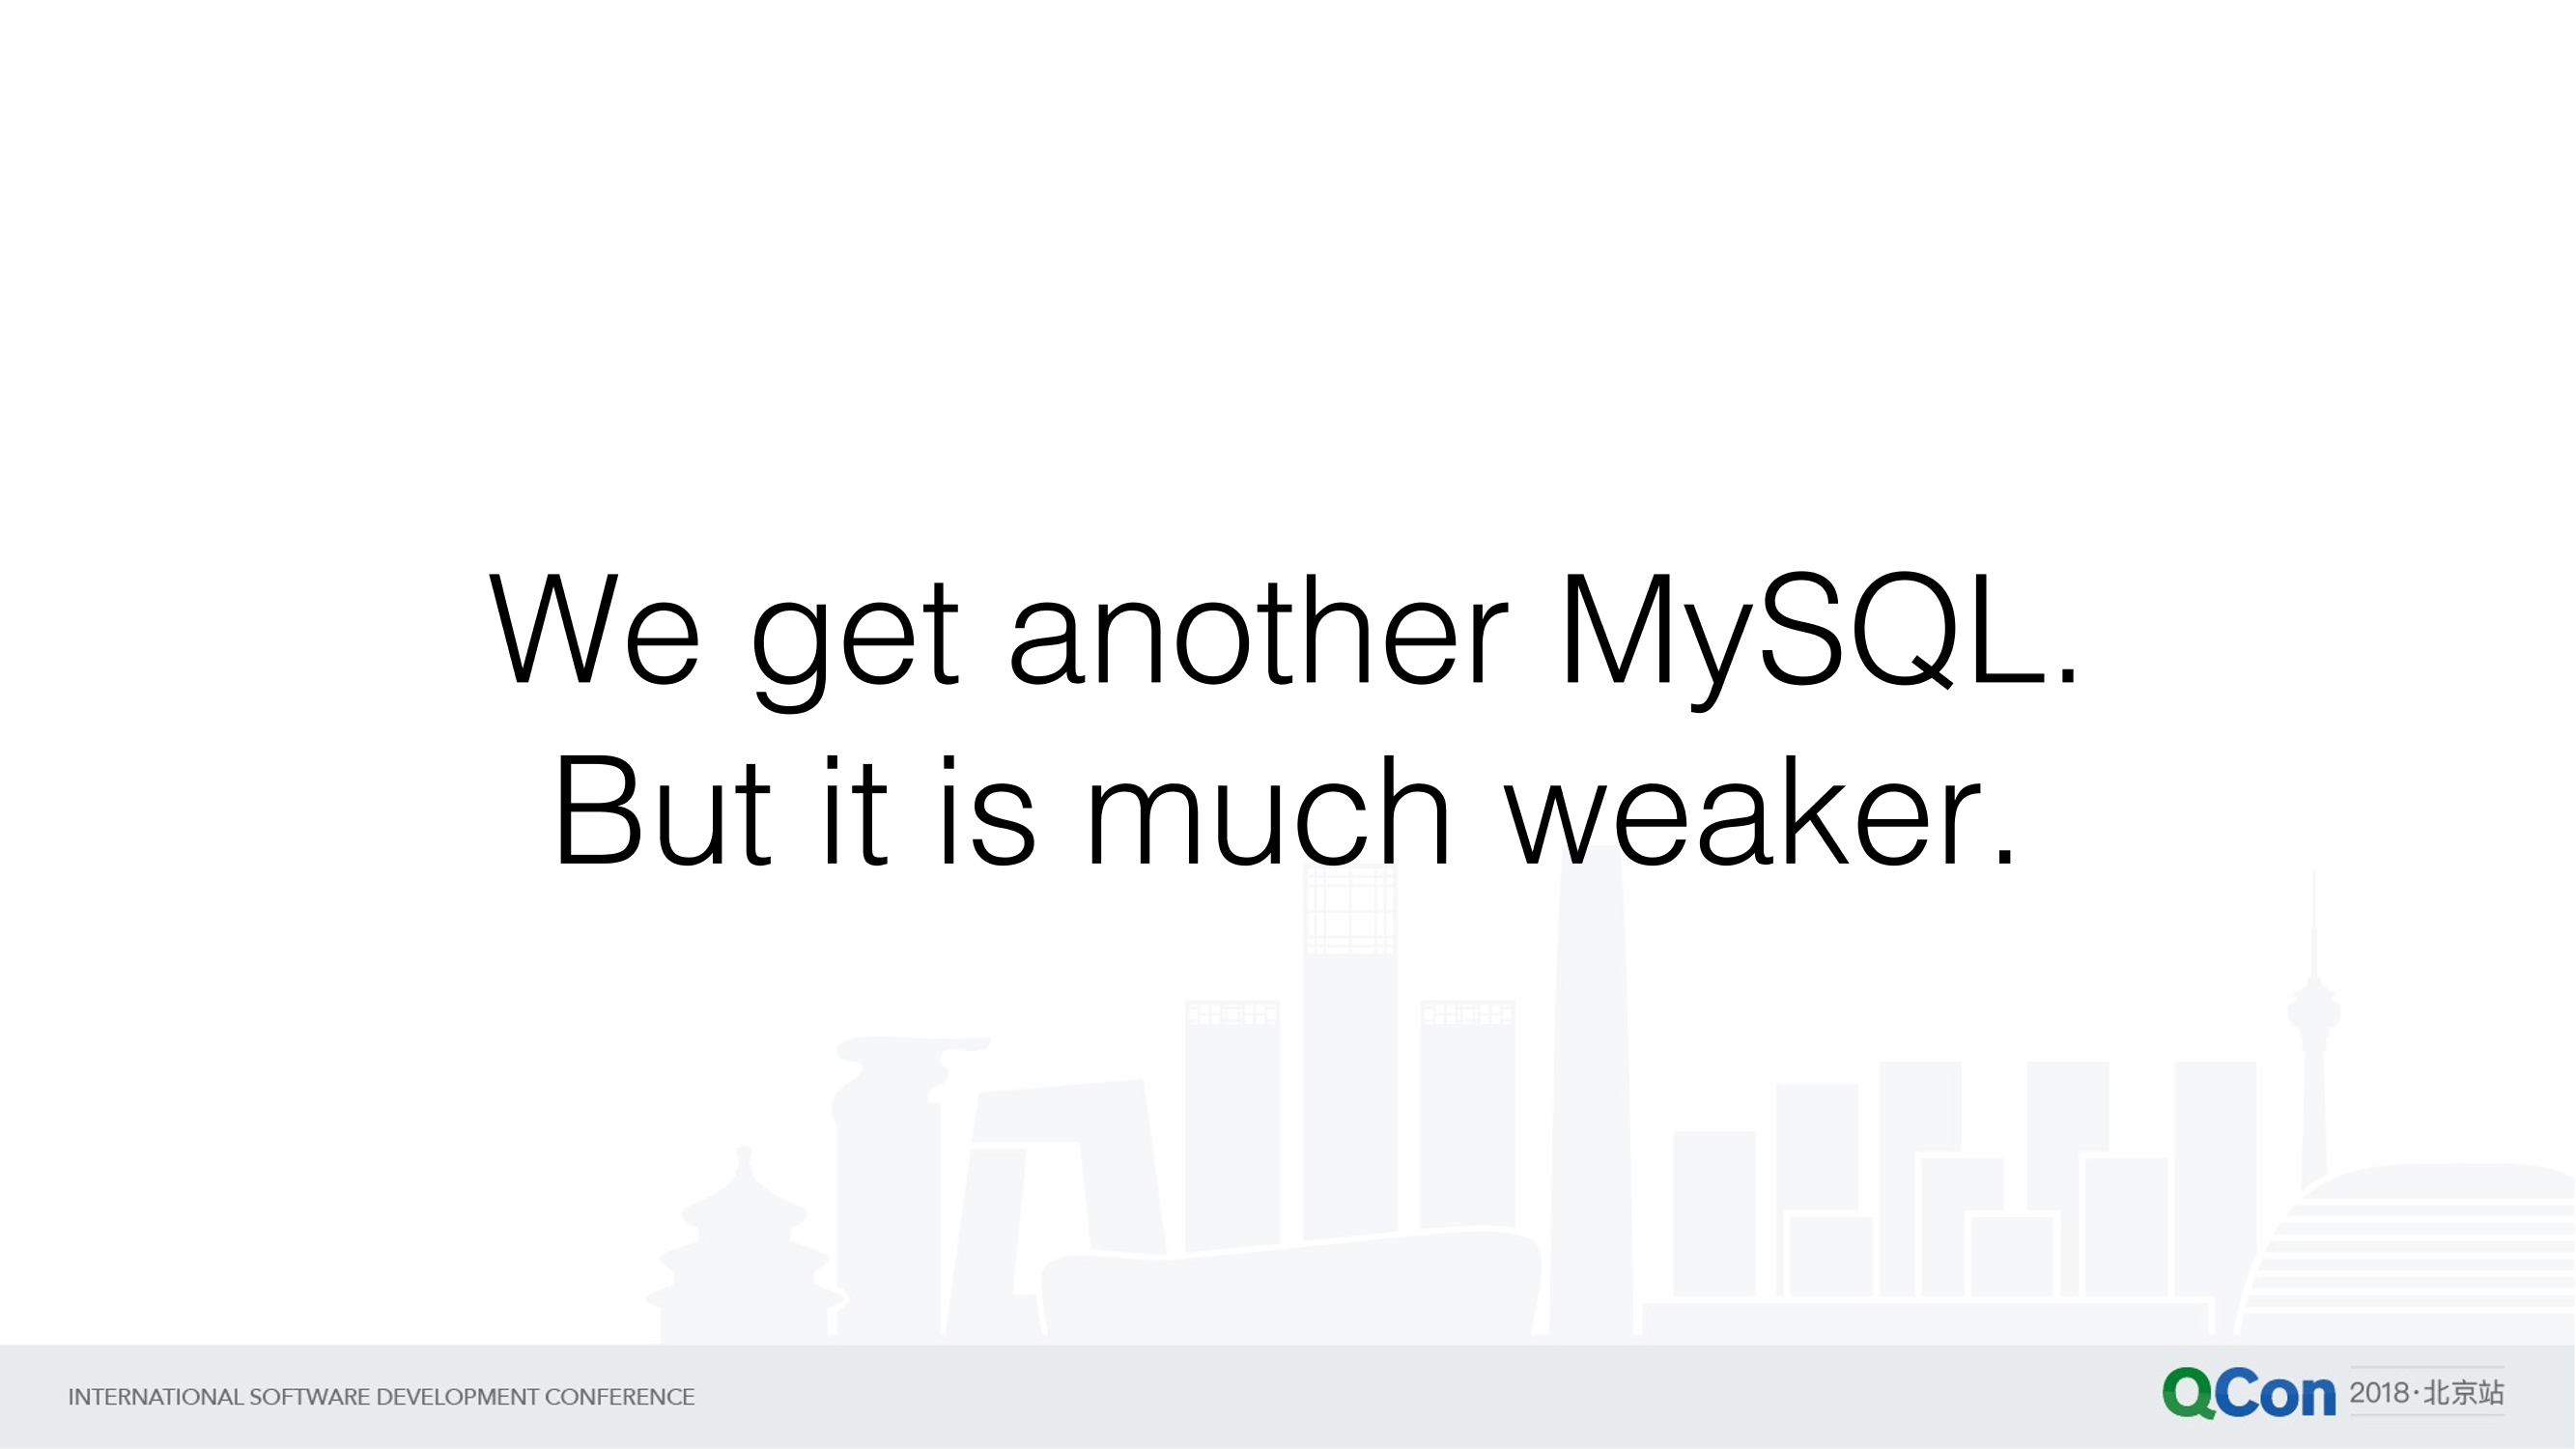 We get another MySQL.
But it is much weaker.
INTERNATIONAL SOFTWARE DEVELOPMENT CONFERENCE
QCon 2018·北京站